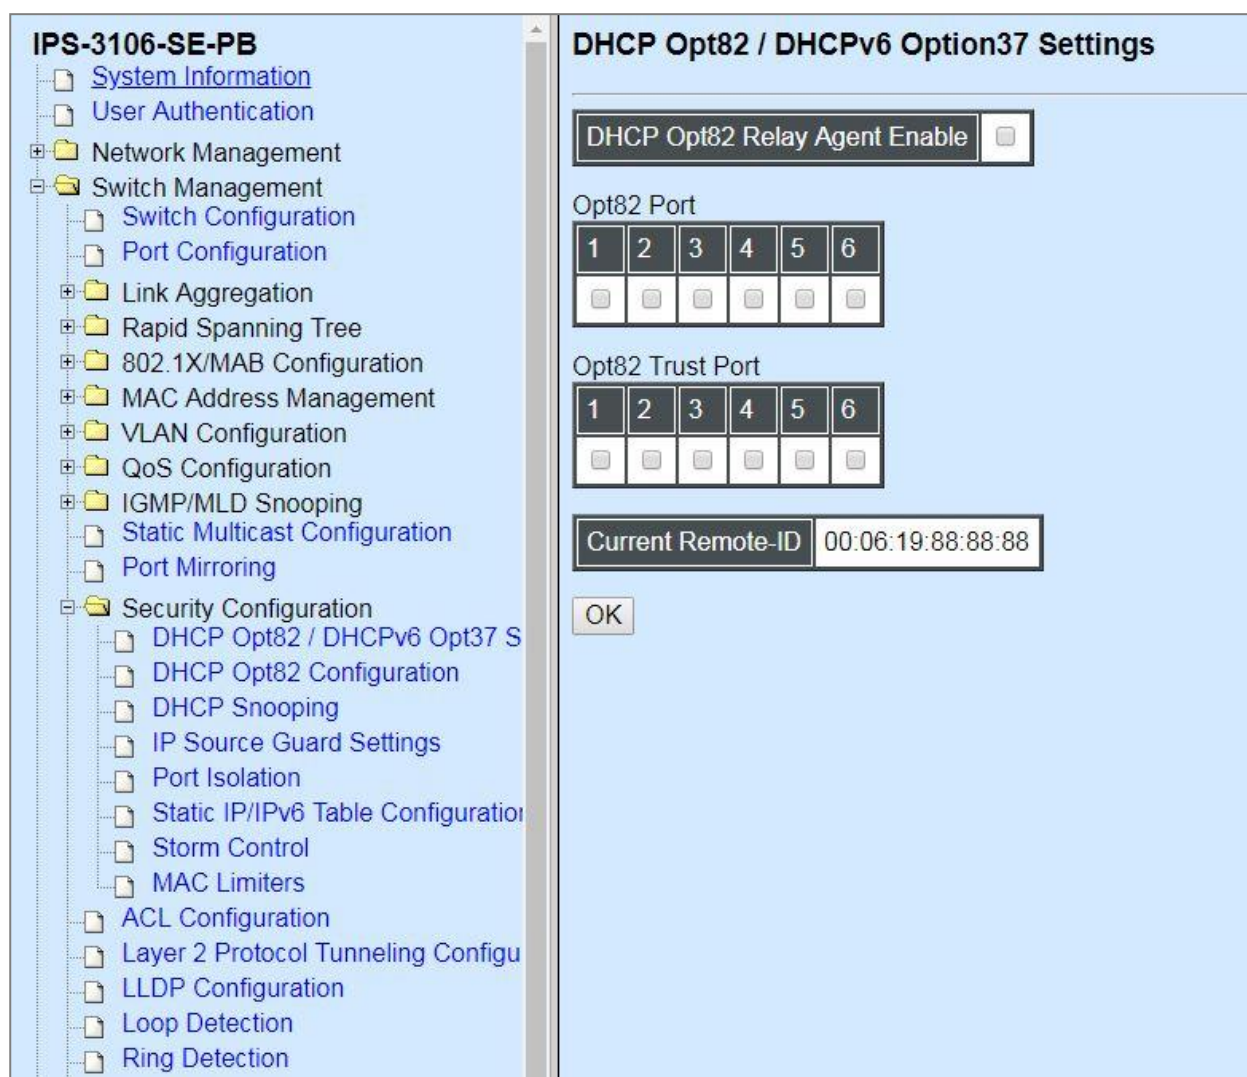 IPS-3106-SE-PB
System Information
User Authentication
Network Management
Switch Management
Switch Configuration
Port Configuration
Link Aggregation
Rapid Spanning Tree
802.1X/MAB Configuration
MAC Address Management
VLAN Configuration
QoS Configuration
IGMP/MLD Snooping
Static Multicast Configuration
Port Mirroring
Security Configuration
DHCP Opt82 / DHCPv6 Opt37 S
DHCP Opt82 Configuration
DHCP Snooping
IP Source Guard Settings
Port Isolation
Static IP/IPv6 Table Configuration
Storm Control
MAC Limiters
ACL Configuration
Layer 2 Protocol Tunneling Configu
LLDP Configuration
Loop Detection
Ring Detection
DHCP Opt82 / DHCPv6 Option37 Settings
DHCP Opt82 Relay Agent Enable
Opt82 Port
1 2 3 4 5 6
Opt82 Trust Port
1 2 3 4 5 6
Current Remote-ID 00:06:19:88:88:88
OK